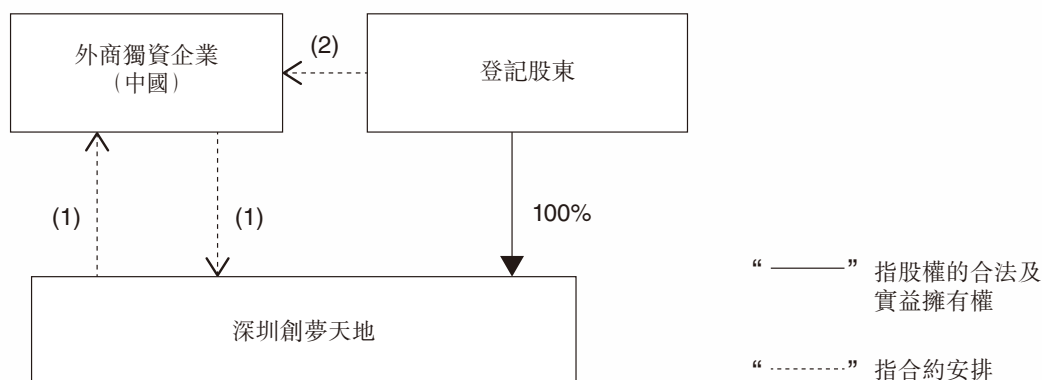 外商獨資企業
（中國）
(2)
登記股東
(1)
(1)
100%
深圳創夢天地
“ ——— ” 指股權的合法及
實益擁有權
“ ········· ” 指合約安排